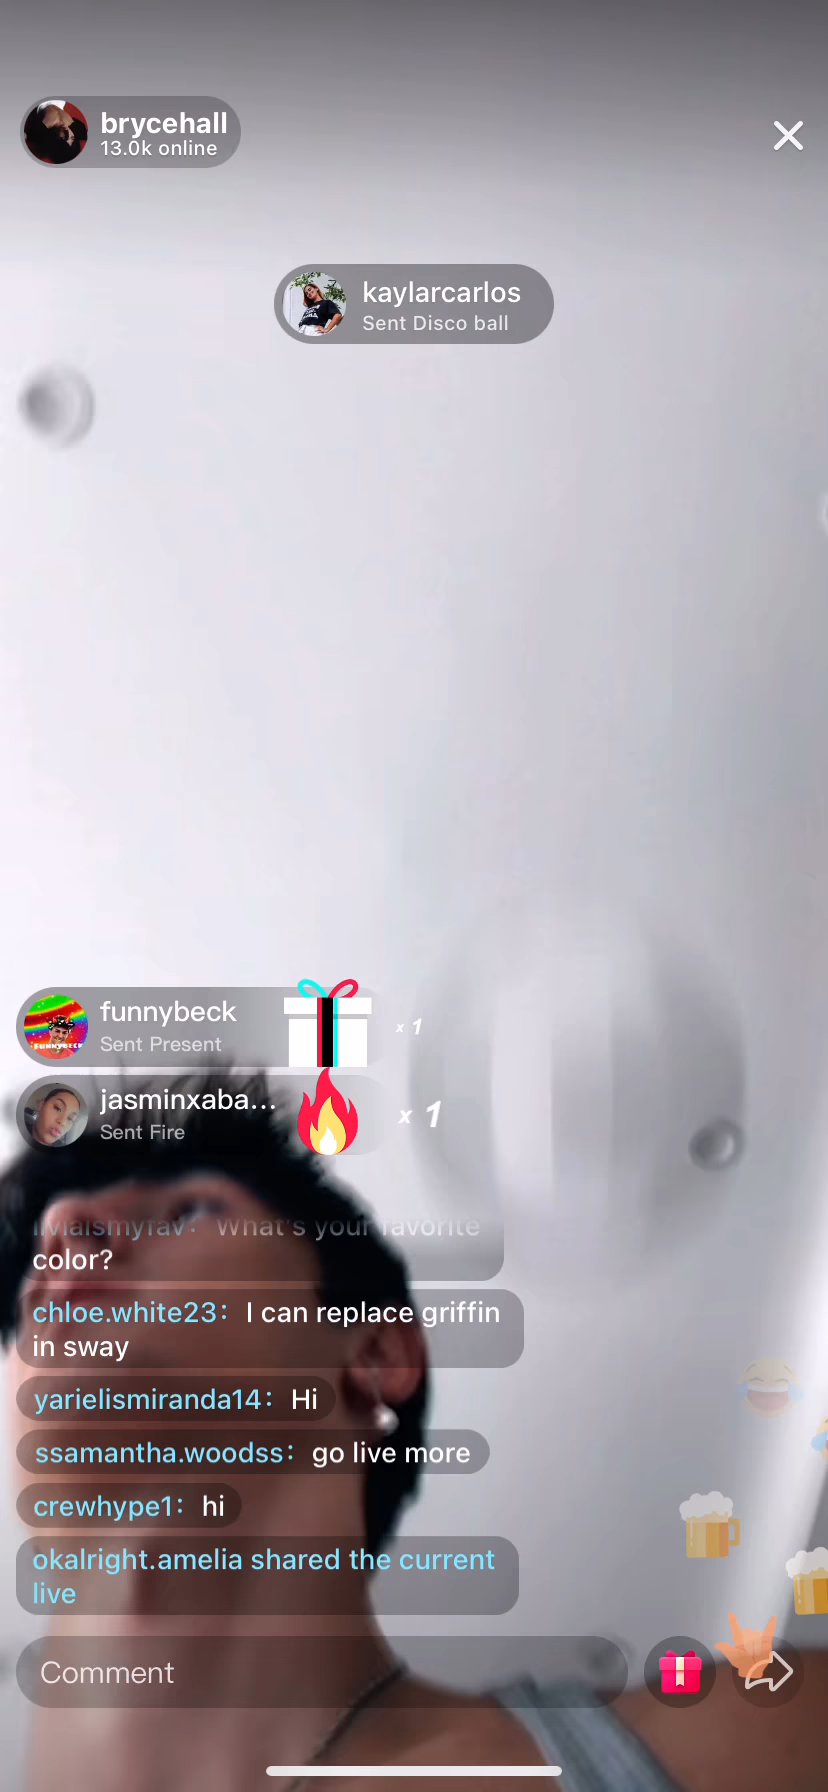 brycehall
13.0k online
kaylarcarlos
Sent Disco ball
funnybeck
Sent Present
x 1
jasminxaba...
Sent Fire
x 1
livialsmyfav: What's your favorite
color?
chloe.white23: I can replace griffin
in sway
yarielismiranda14: Hi
ssamantha.woodss: go live more
crewhype1: hi
okalright.amelia shared the current
live
Comment